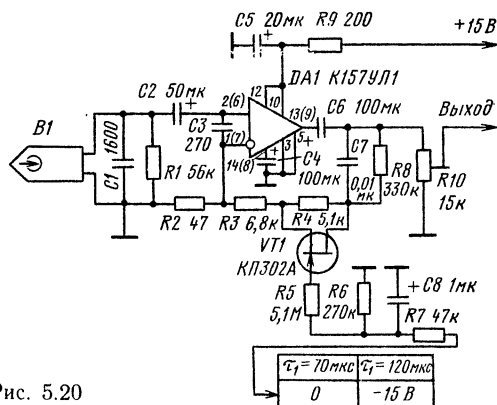 C5 20мк R9 200 +15В
12 10 DA1 К157УЛ1
C2 50мк 2(6) 13(9) C6 100мк
Выход
C3 270 1(7) 3 5 C7
B1 C1 1600
14(8) C4 100мк
R1 56к 0,01 мк R8 330к R10 15к
R2 47 R3 6,8к R4 5,1к
VT1 КП302А
C8 1мк
R5 5,1М R6 270к R7 47к
τ₁=70мкс τ₁=120мкс
0 −15 В
Рис. 5.20